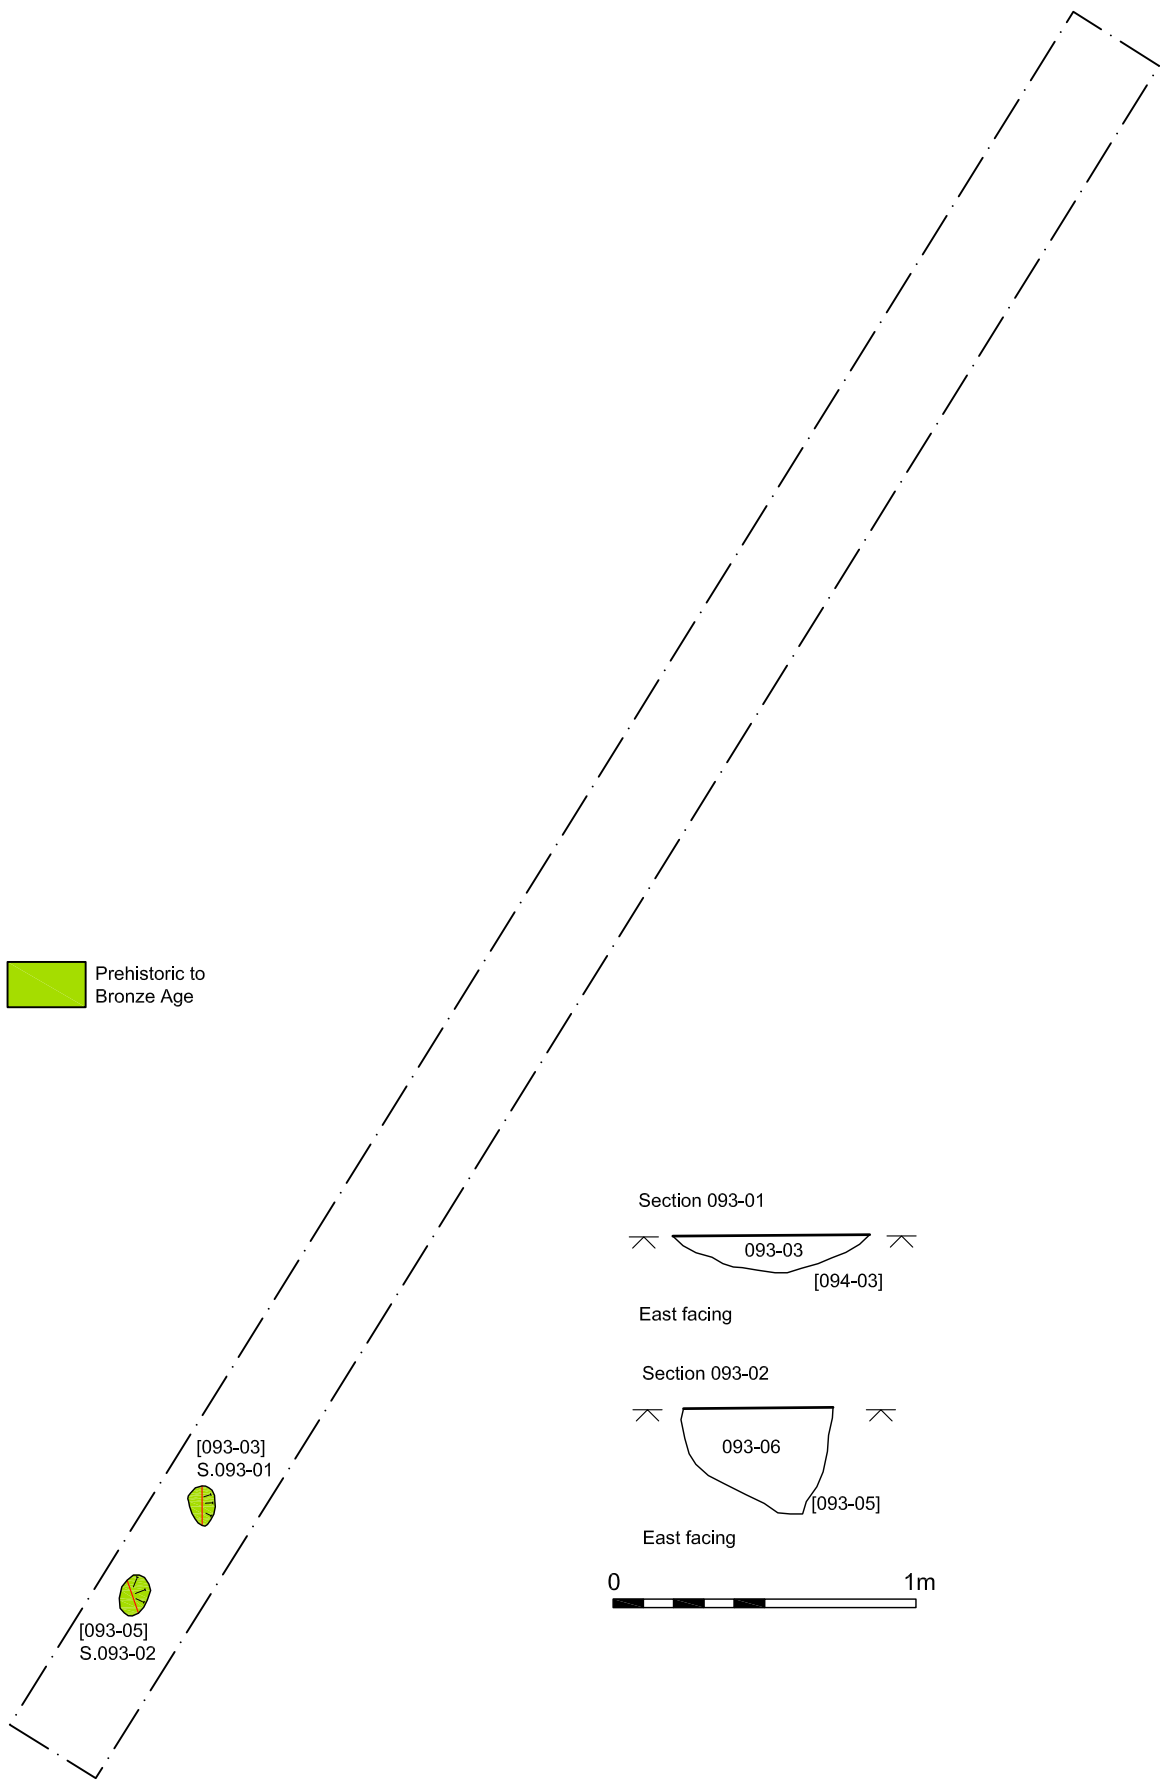 Prehistoric to
Bronze Age
Section 093-01
093-03
[094-03]
East facing
Section 093-02
093-06
[093-05]
East facing
0 1m
[093-03]
S.093-01
[093-05]
S.093-02